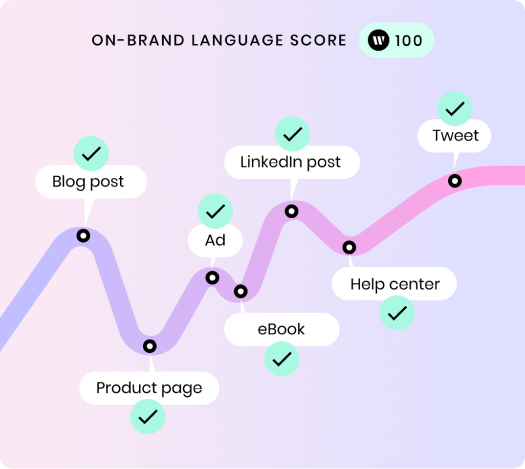 ON-BRAND LANGUAGE SCORE W 100
Tweet
LinkedIn post
Blog post
Ad
Help center
eBook
Product page